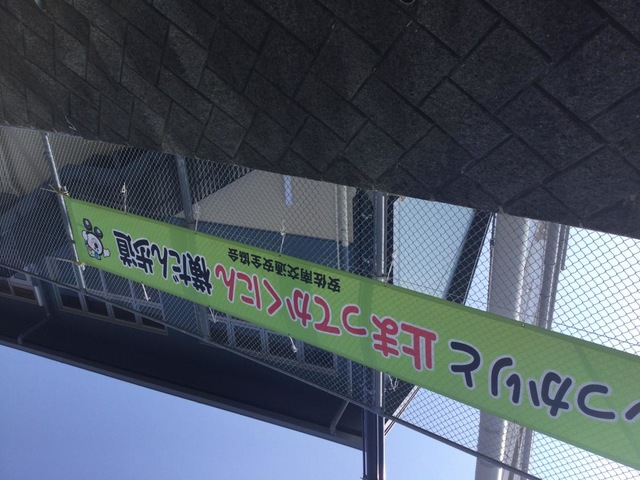 っかりと 止まってかくにん 横だん歩道
安佐南交通安全協会